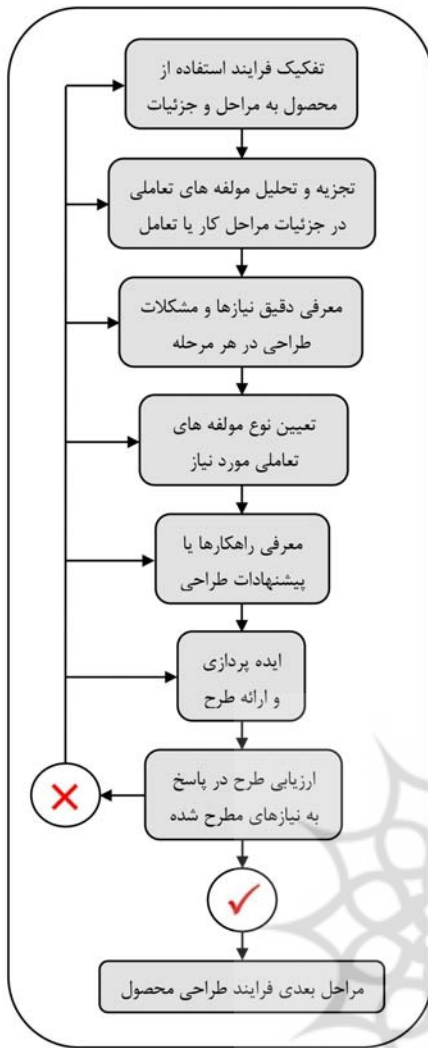 تفکیک فرایند استفاده از
محصول به مراحل و جزئیات
تجزیه و تحلیل مولفه های تعاملی
در جزئیات مراحل کار یا تعامل
معرفی دقیق نیازها و مشکلات
طراحی در هر مرحله
تعیین نوع مولفه های
تعاملی مورد نیاز
معرفی راهکارها یا
پیشنهادات طراحی
ایده پردازی
و ارائه طرح
ارزیابی طرح در پاسخ
به نیازهای مطرح شده
مراحل بعدی فرایند طراحی محصول